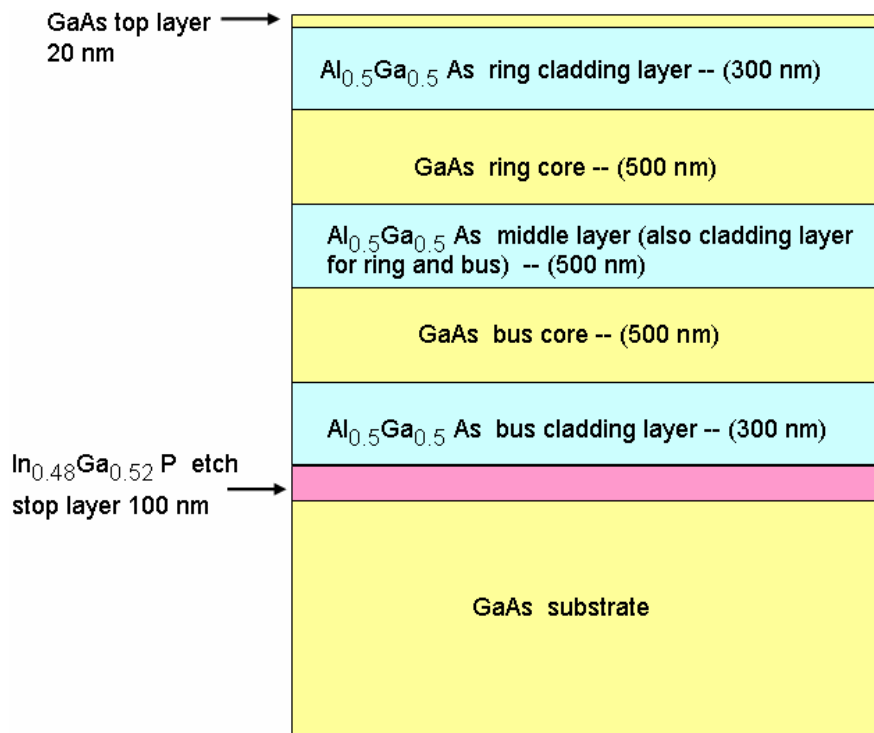 GaAs top layer
20 nm
Al0.5Ga0.5 As ring cladding layer -- (300 nm)
GaAs ring core -- (500 nm)
Al0.5Ga0.5 As middle layer (also cladding layer
for ring and bus) -- (500 nm)
GaAs bus core -- (500 nm)
Al0.5Ga0.5 As bus cladding layer -- (300 nm)
In0.48Ga0.52 P etch
stop layer 100 nm
GaAs substrate